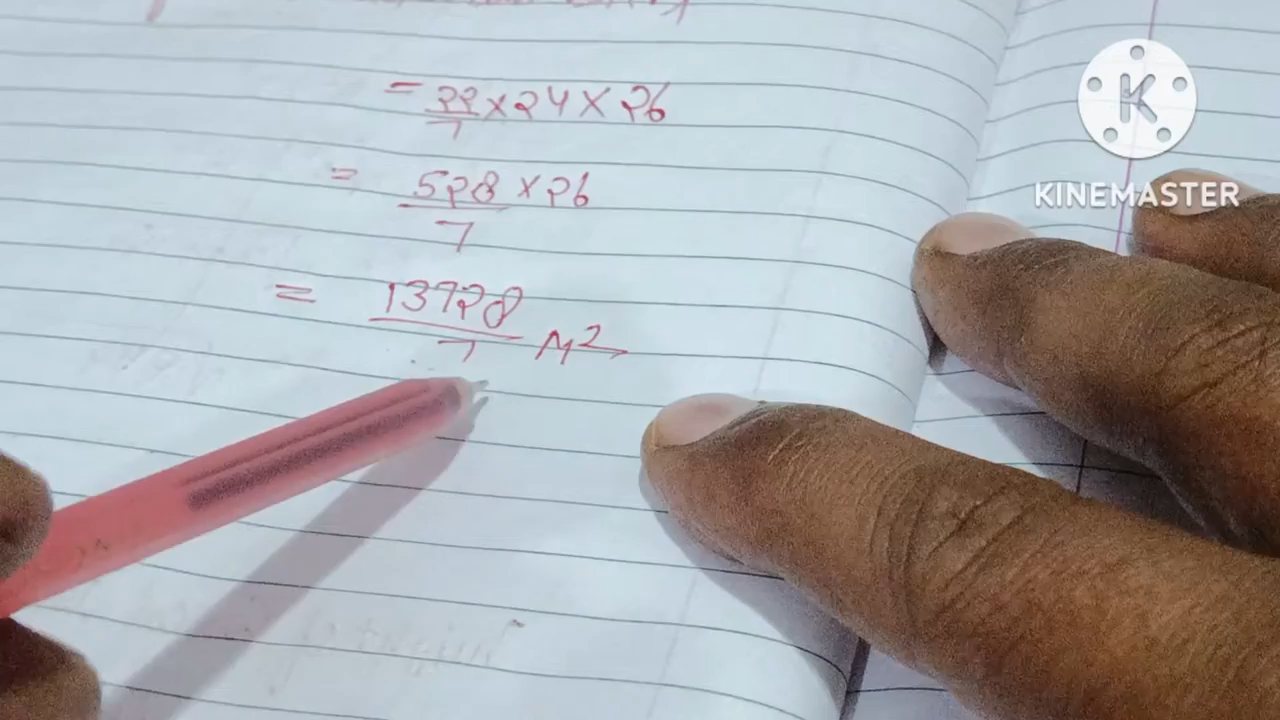 = 22/7 × 24 × 26
= 528/7 × 26
= 13728/7 M²
K
KINEMASTER